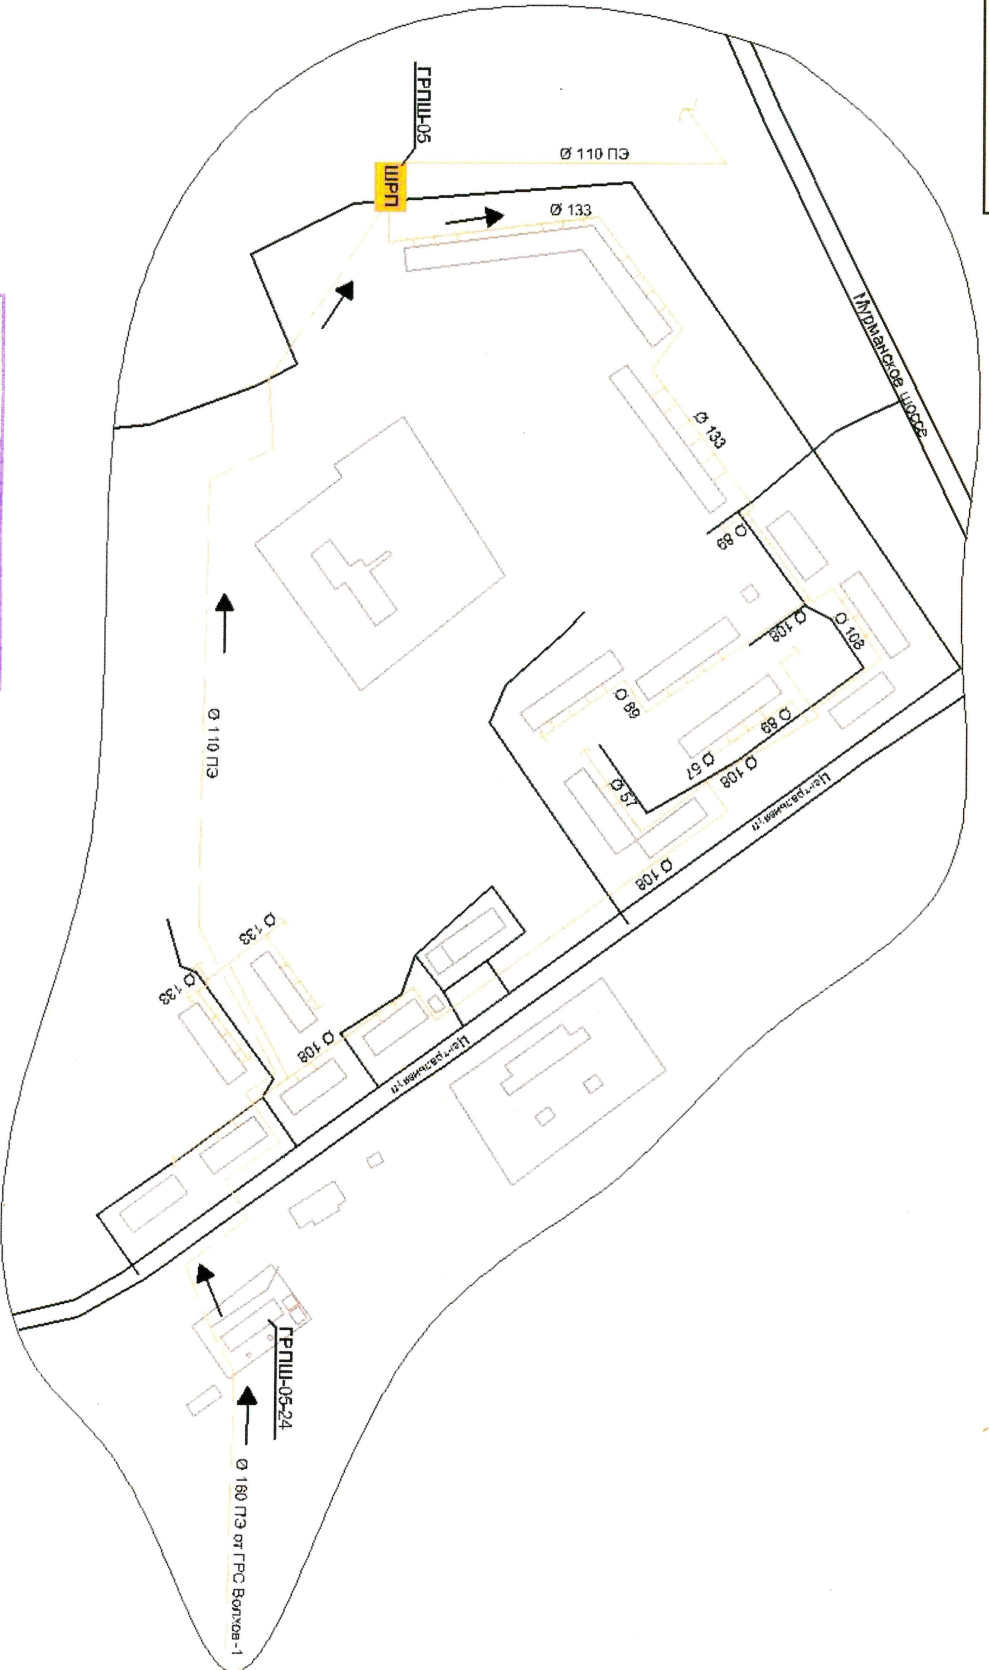 ГРПШ-05
ШРП
Ø 110 ПЭ
Ø 133
Мурманское шоссе
Ø 133
Ø 89
Ø 108
Ø 108
Ø 89
Ø 89
Ø 57
Ø 108
Ø 57
Центральная ул
Ø 108
Ø 110 ПЭ
Ø 133
Ø 133
Ø 108
Центральная ул
ГРПШ-05-24
Ø 160 ПЭ от ГРС Волхов-1